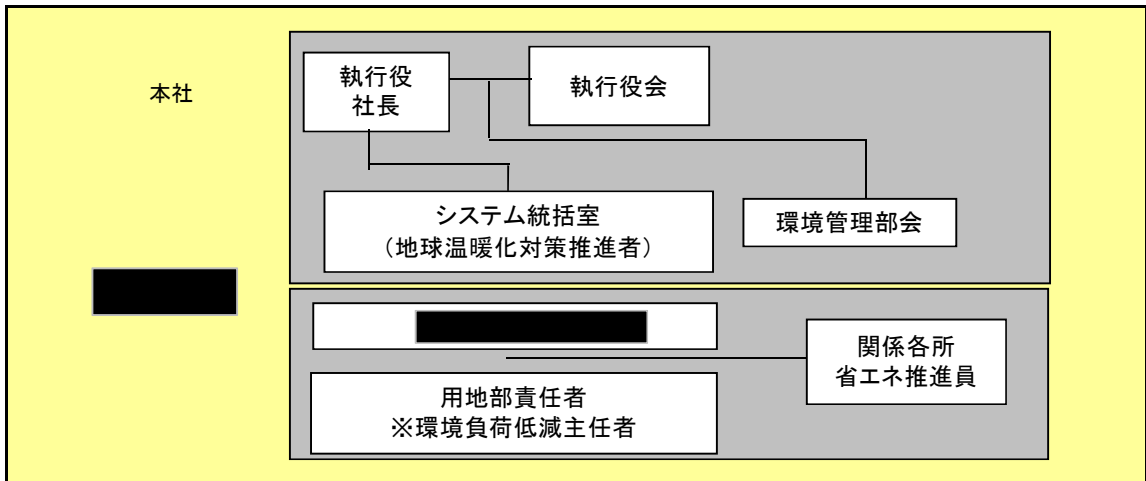 本社
執行役
社長
執行役会
システム統括室
（地球温暖化対策推進者）
環境管理部会
関係各所
省エネ推進員
用地部責任者
※環境負荷低減主任者